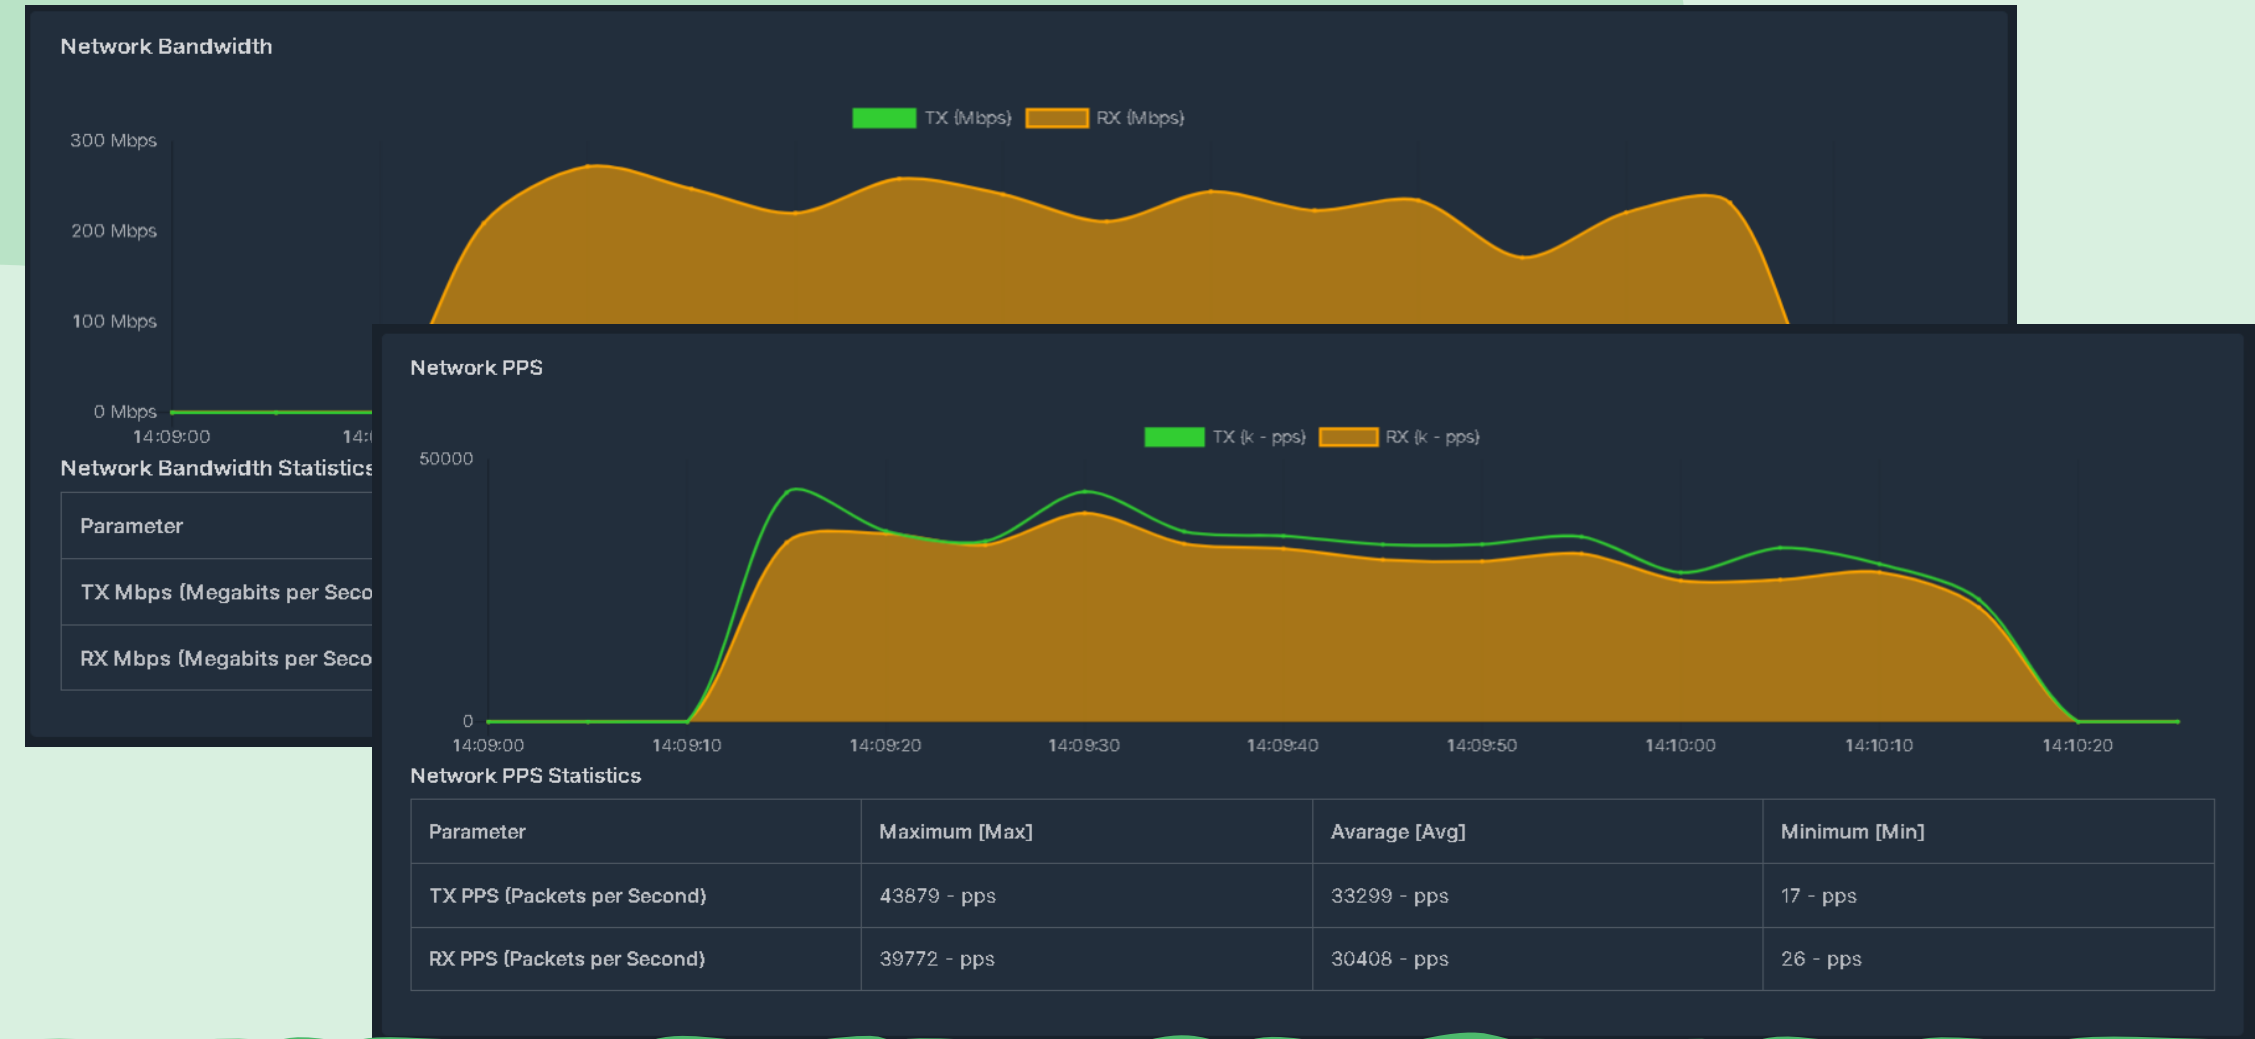 Network Bandwidth
TX (Mbps) RX (Mbps)
300 Mbps
200 Mbps
100 Mbps
0 Mbps
14:09:00 14:0
Network Bandwidth Statistics
Parameter
TX Mbps (Megabits per Seco
RX Mbps (Megabits per Seco
Network PPS
TX (k - pps) RX (k - pps)
50000
0
14:09:00 14:09:10 14:09:20 14:09:30 14:09:40 14:09:50 14:10:00 14:10:10 14:10:20
Network PPS Statistics
Parameter Maximum [Max] Avarage [Avg] Minimum [Min]
TX PPS (Packets per Second) 43879 - pps 33299 - pps 17 - pps
RX PPS (Packets per Second) 39772 - pps 30408 - pps 26 - pps